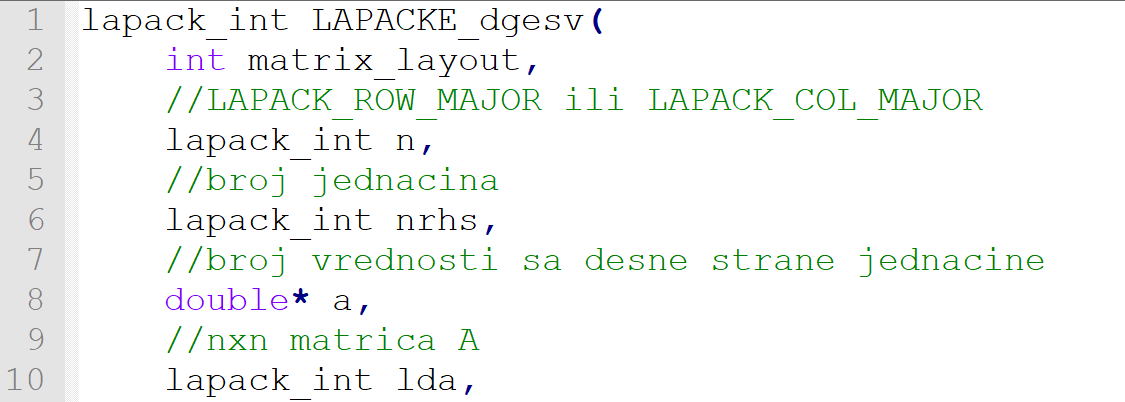 1 lapack_int LAPACKE_dgesv(
2 int matrix_layout,
3 //LAPACK_ROW_MAJOR ili LAPACK_COL_MAJOR
4 lapack_int n,
5 //broj jednacina
6 lapack_int nrhs,
7 //broj vrednosti sa desne strane jednacine
8 double* a,
9 //nxn matrica A
10 lapack_int lda,